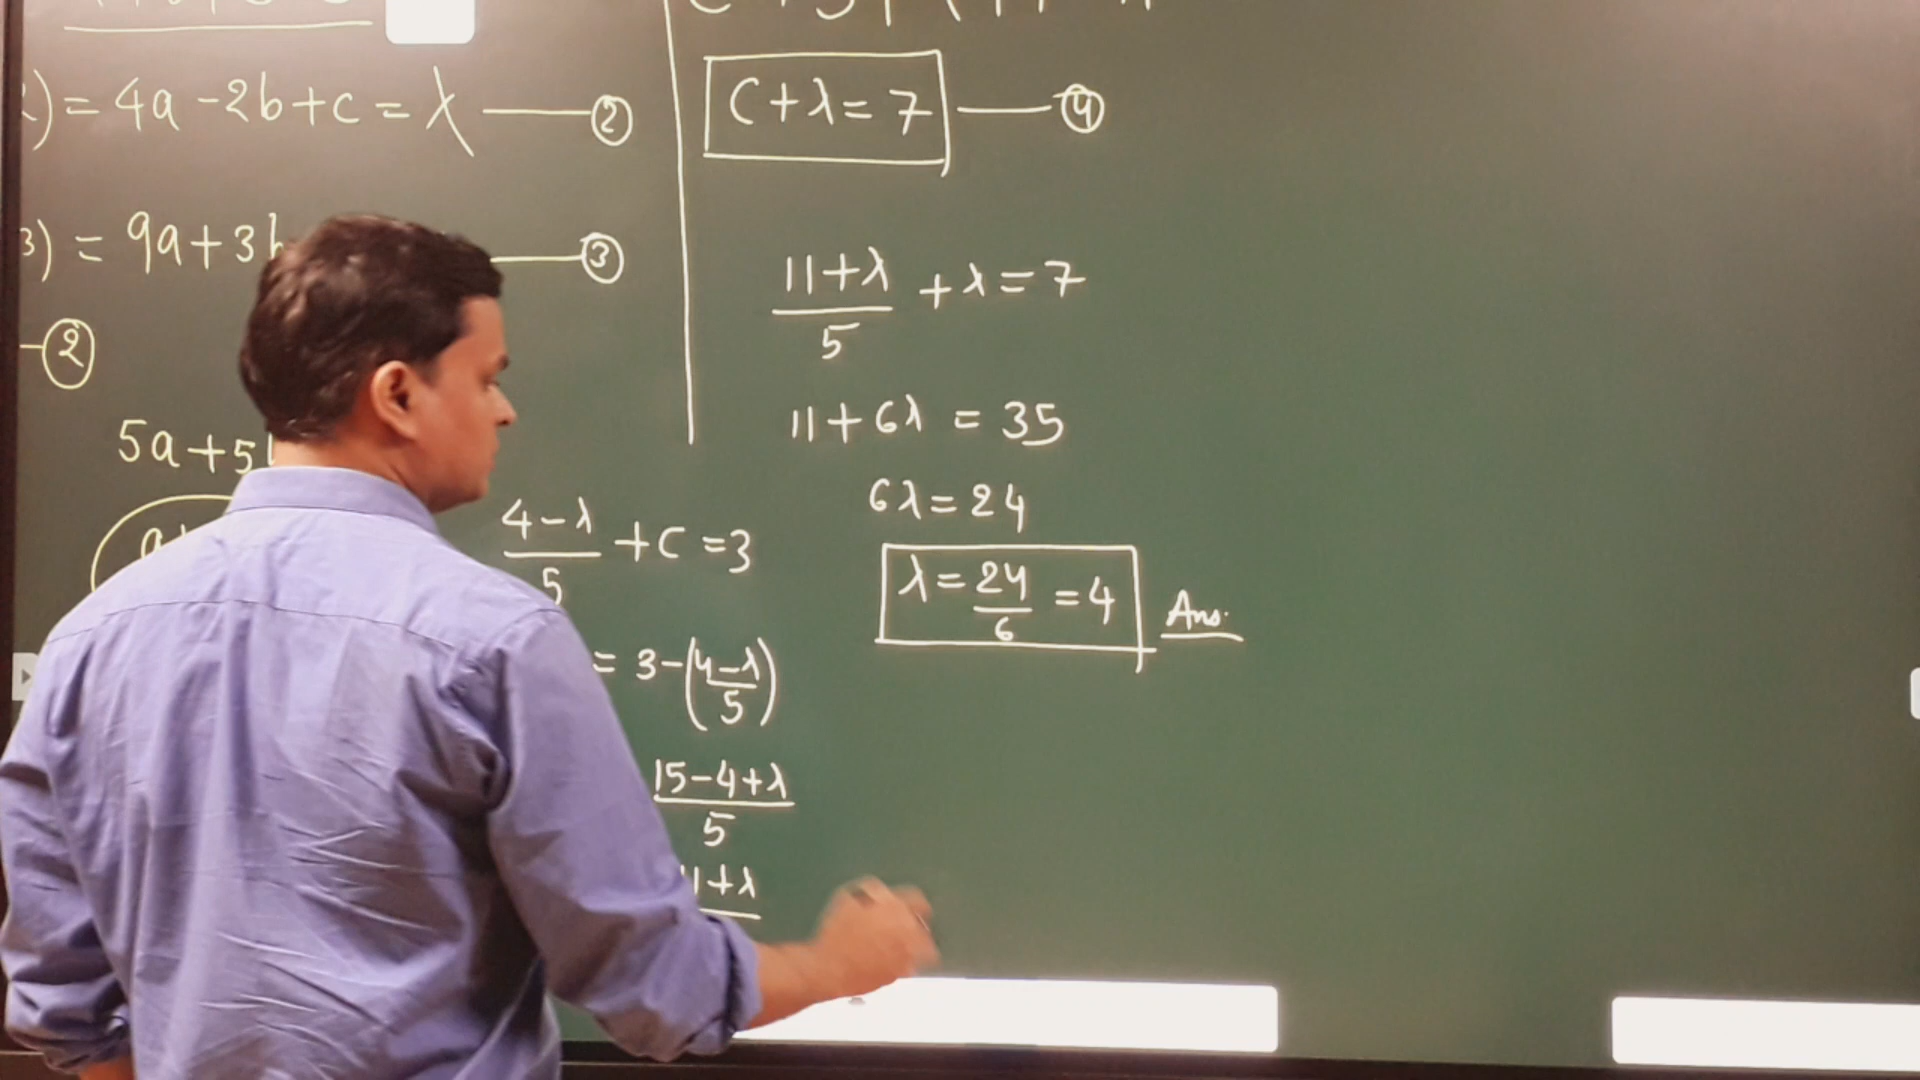 ) = 4a - 2b + c = λ —— ②
3) = 9a + 3b —— ③
- ②
5a + 5
(4-λ)/5 + C = 3
= 3 - ((4-λ)/5)
(15-4+λ)/5
11+λ
C + λ = 7 —— ④
(11+λ)/5 + λ = 7
11 + 6λ = 35
6λ = 24
λ = 24/6 = 4 Ans.